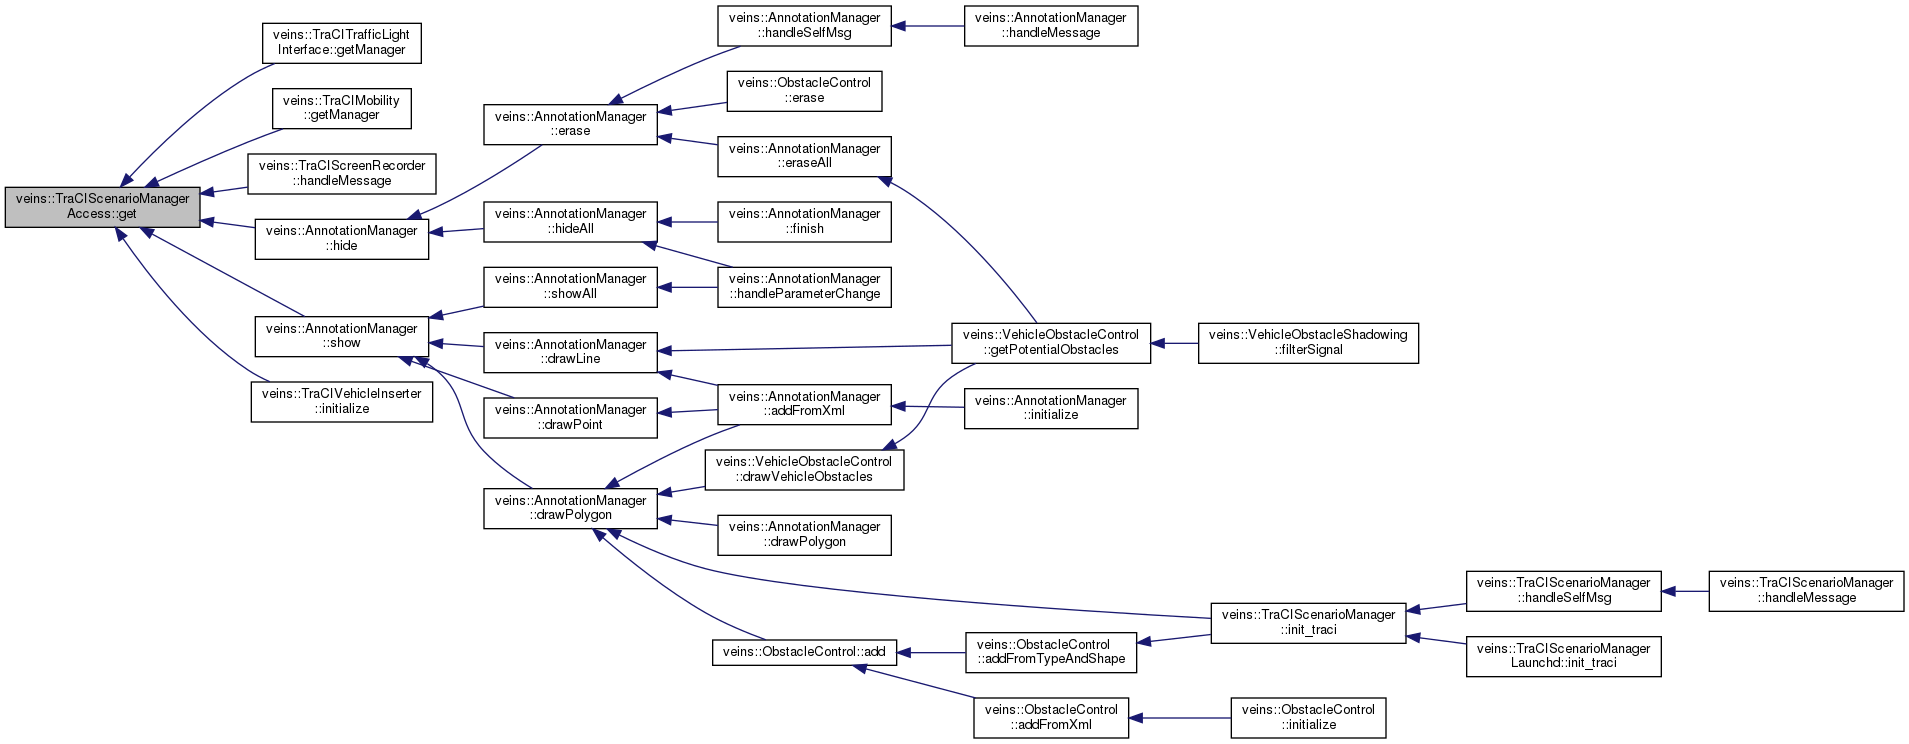 veins::TraCIScenarioManager
Access::get
veins::TraCITrafficLight
Interface::getManager
veins::TraCIMobility
::getManager
veins::TraCIScreenRecorder
::handleMessage
veins::AnnotationManager
::hide
veins::AnnotationManager
::show
veins::TraCIVehicleInserter
::initialize
veins::AnnotationManager
::erase
veins::AnnotationManager
::hideAll
veins::AnnotationManager
::showAll
veins::AnnotationManager
::drawLine
veins::AnnotationManager
::drawPoint
veins::AnnotationManager
::drawPolygon
veins::AnnotationManager
::handleSelfMsg
veins::ObstacleControl
::erase
veins::AnnotationManager
::eraseAll
veins::AnnotationManager
::finish
veins::AnnotationManager
::handleParameterChange
veins::AnnotationManager
::addFromXml
veins::VehicleObstacleControl
::drawVehicleObstacles
veins::AnnotationManager
::drawPolygon
veins::ObstacleControl::add
veins::AnnotationManager
::handleMessage
veins::VehicleObstacleControl
::getPotentialObstacles
veins::AnnotationManager
::initialize
veins::ObstacleControl
::addFromTypeAndShape
veins::ObstacleControl
::addFromXml
veins::VehicleObstacleShadowing
::filterSignal
veins::TraCIScenarioManager
::init_traci
veins::ObstacleControl
::initialize
veins::TraCIScenarioManager
::handleSelfMsg
veins::TraCIScenarioManager
Launchd::init_traci
veins::TraCIScenarioManager
::handleMessage